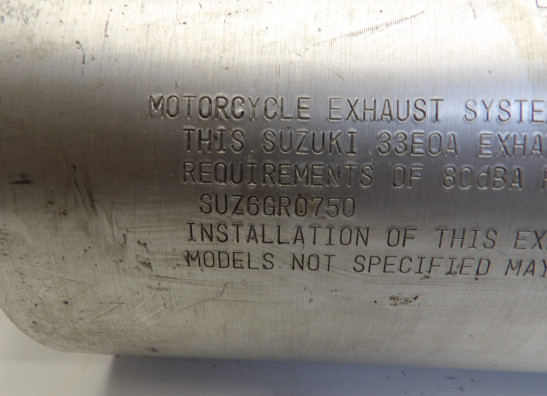 MOTORCYCLE EXHAUST SYSTE
THIS SUZUKI 33E0A EXHA
REQUIREMENTS OF 80dBA
SUZ6GR0750
INSTALLATION OF THIS EX
MODELS NOT SPECIFIED MAY